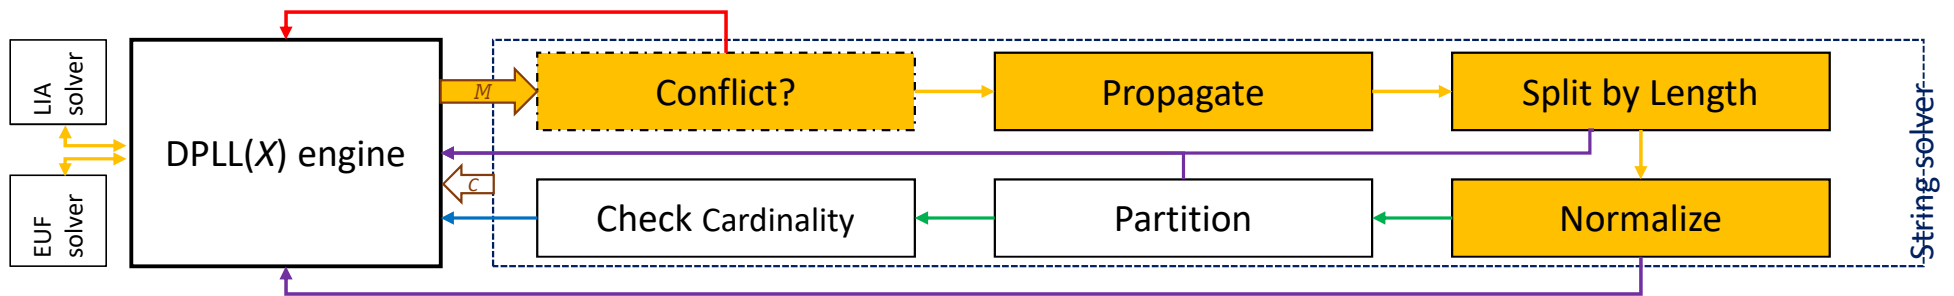 LIA
solver
EUF
solver
DPLL(X) engine
M
C
Conflict?
Propagate
Split by Length
Check Cardinality
Partition
Normalize
String solver